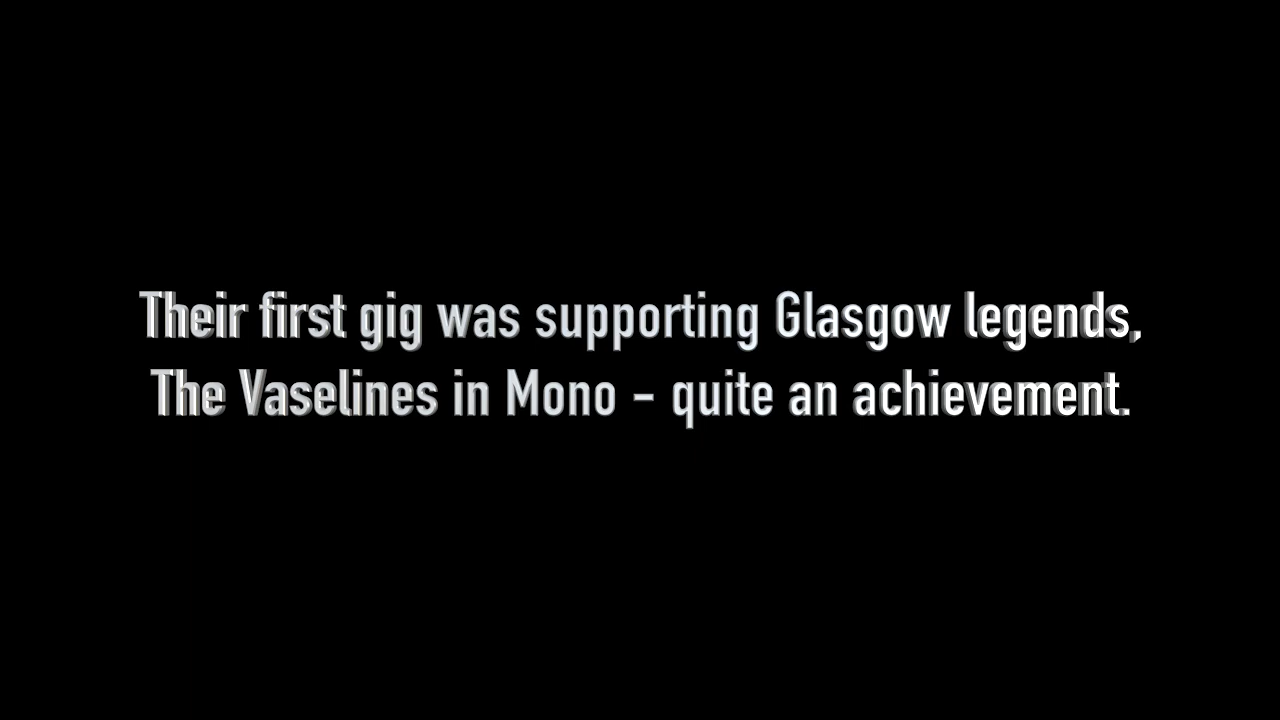 Their first gig was supporting Glasgow legends,
The Vaselines in Mono - quite an achievement.